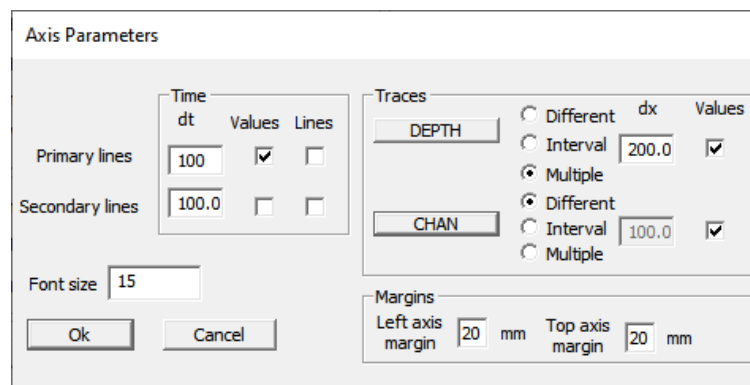 Axis Parameters
Time
dt Values Lines
Primary lines 100
Secondary lines 100.0
Font size 15
Ok Cancel
Traces
dx Values
DEPTH
Different
Interval 200.0
Multiple
CHAN
Different
Interval 100.0
Multiple
Margins
Left axis margin 20 mm
Top axis margin 20 mm